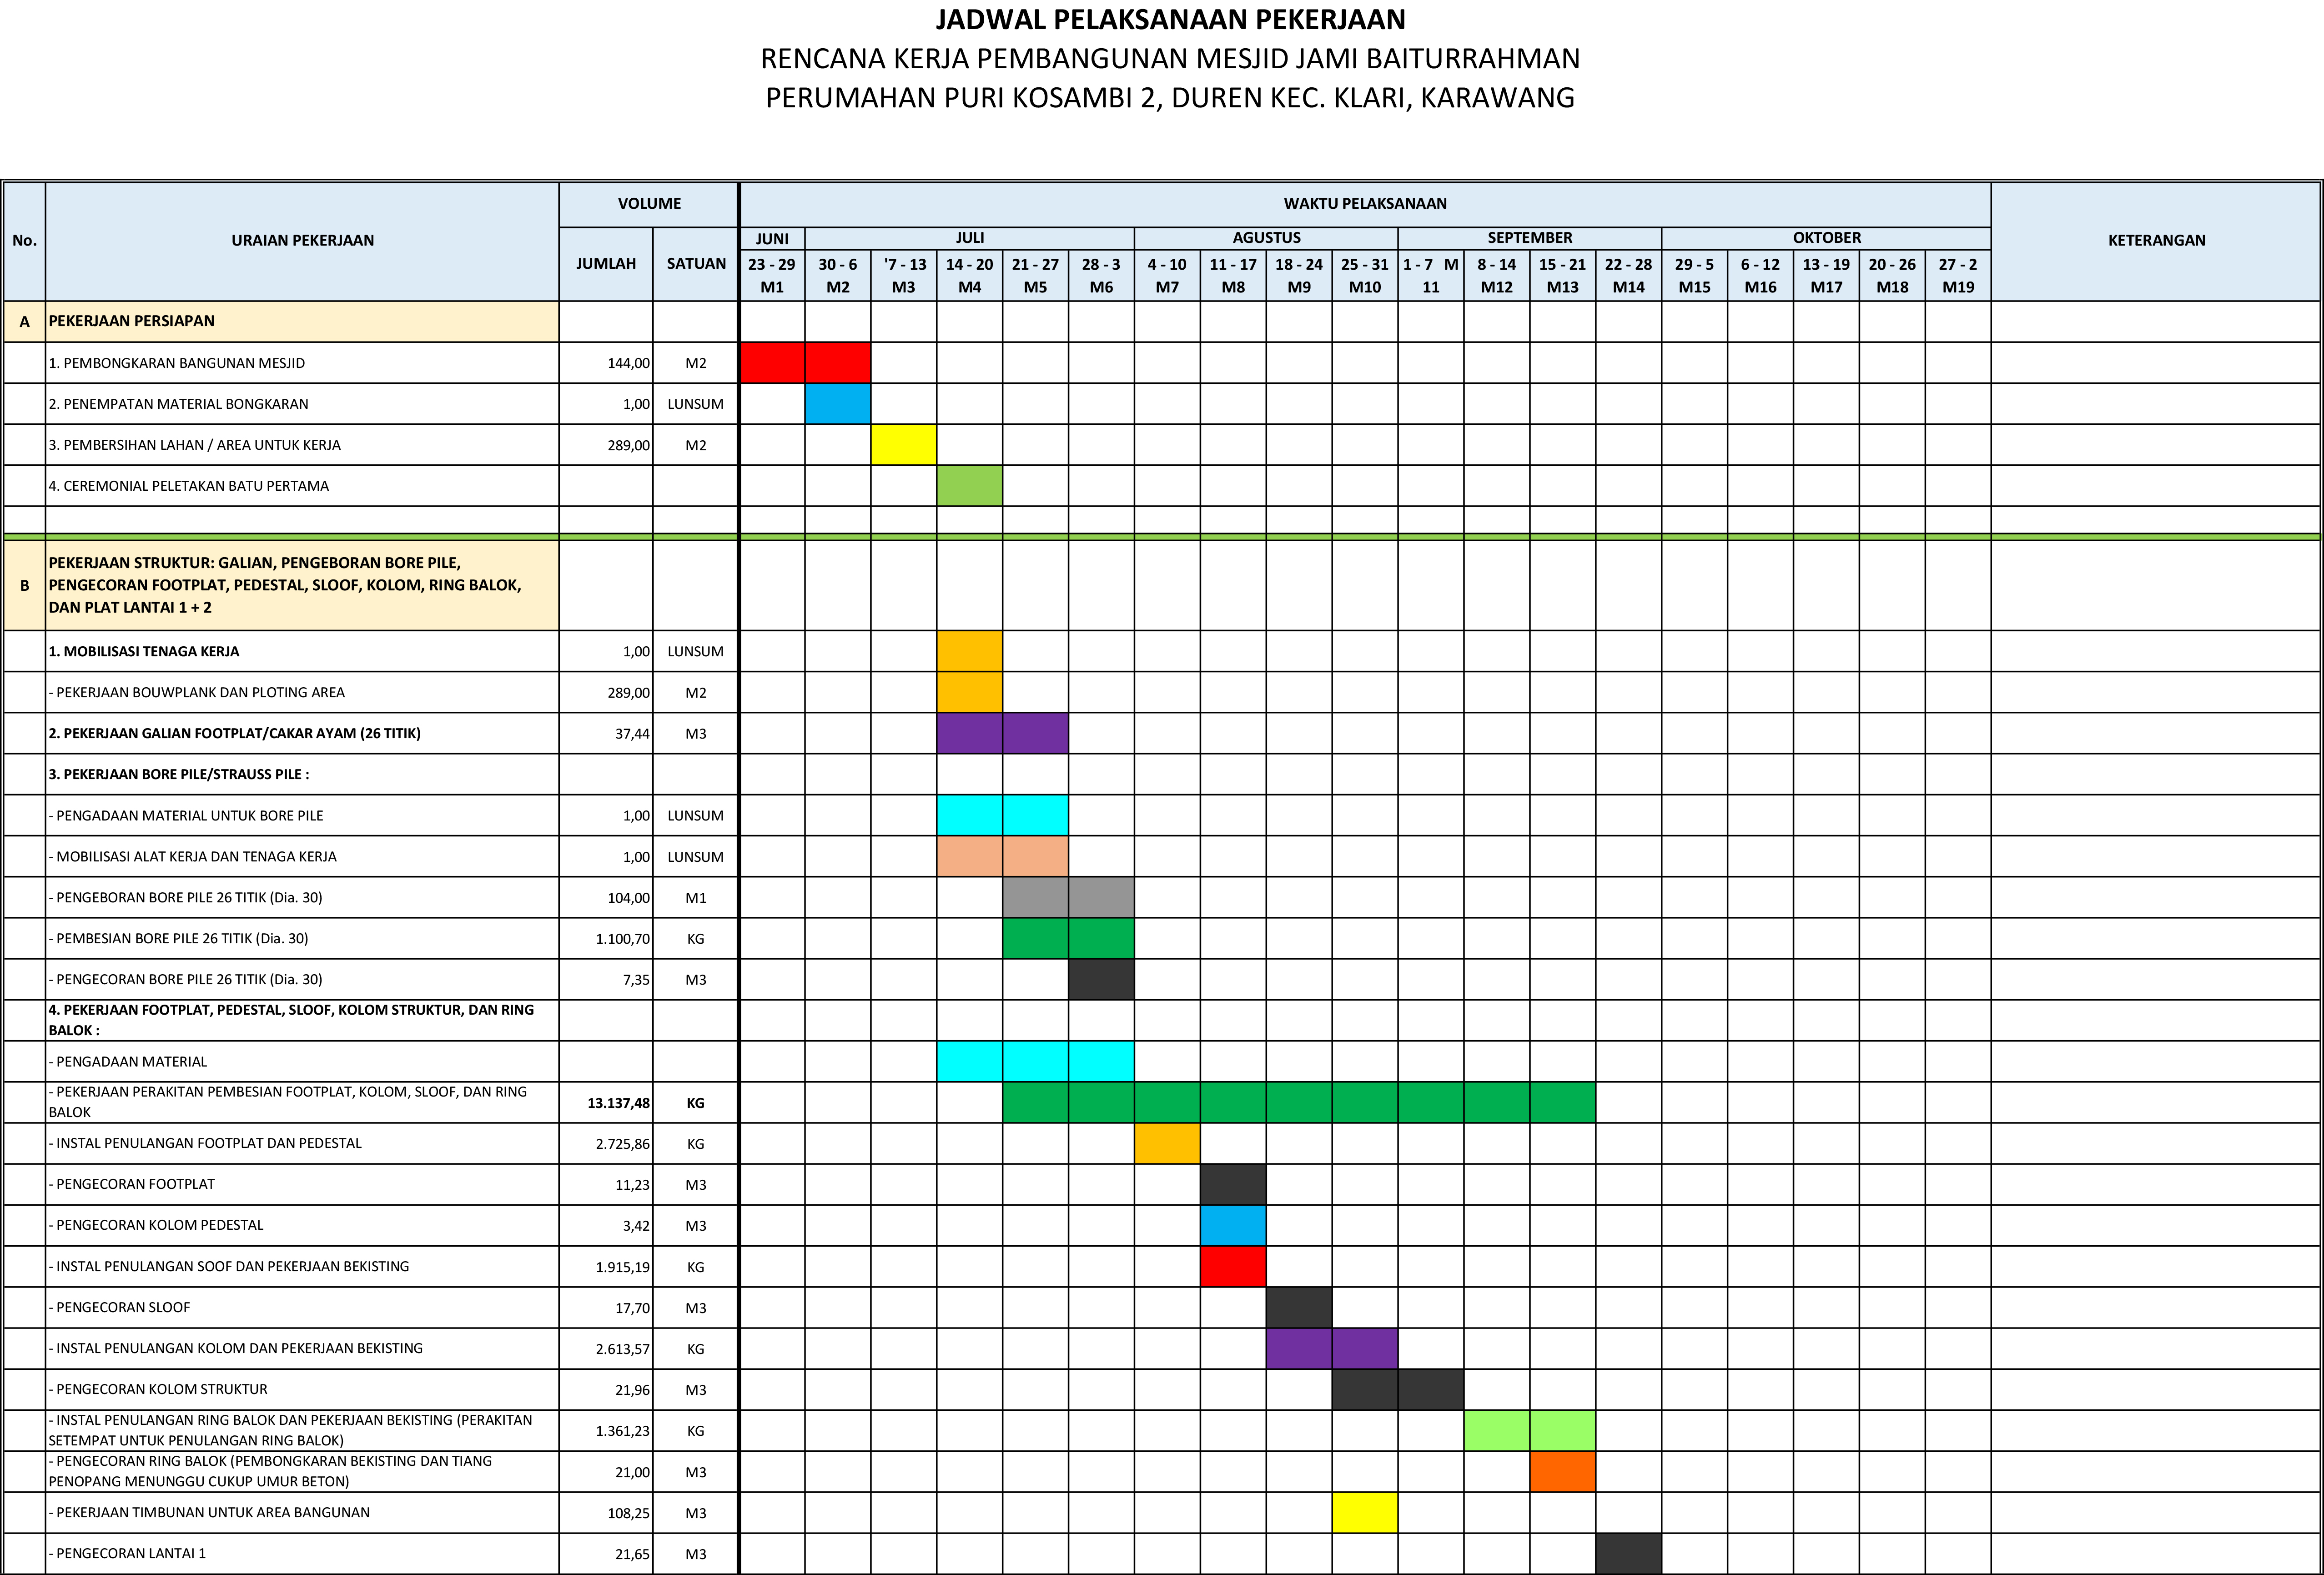 JADWAL PELAKSANAAN PEKERJAAN
RENCANA KERJA PEMBANGUNAN MESJID JAMI BAITURRAHMAN
PERUMAHAN PURI KOSAMBI 2, DUREN KEC. KLARI, KARAWANG
No.
URAIAN PEKERJAAN
VOLUME
JUMLAH
SATUAN
WAKTU PELAKSANAAN
JUNI
JULI
AGUSTUS
SEPTEMBER
OKTOBER
23 - 29
M1
30 - 6
M2
'7 - 13
M3
14 - 20
M4
21 - 27
M5
28 - 3
M6
4 - 10
M7
11 - 17
M8
18 - 24
M9
25 - 31
M10
1 - 7 M
11
8 - 14
M12
15 - 21
M13
22 - 28
M14
29 - 5
M15
6 - 12
M16
13 - 19
M17
20 - 26
M18
27 - 2
M19
KETERANGAN
A PEKERJAAN PERSIAPAN
1. PEMBONGKARAN BANGUNAN MESJID 144,00 M2
2. PENEMPATAN MATERIAL BONGKARAN 1,00 LUNSUM
3. PEMBERSIHAN LAHAN / AREA UNTUK KERJA 289,00 M2
4. CEREMONIAL PELETAKAN BATU PERTAMA
B
PEKERJAAN STRUKTUR: GALIAN, PENGEBORAN BORE PILE,
PENGECORAN FOOTPLAT, PEDESTAL, SLOOF, KOLOM, RING BALOK,
DAN PLAT LANTAI 1 + 2
1. MOBILISASI TENAGA KERJA 1,00 LUNSUM
- PEKERJAAN BOUWPLANK DAN PLOTING AREA 289,00 M2
2. PEKERJAAN GALIAN FOOTPLAT/CAKAR AYAM (26 TITIK) 37,44 M3
3. PEKERJAAN BORE PILE/STRAUSS PILE :
- PENGADAAN MATERIAL UNTUK BORE PILE 1,00 LUNSUM
- MOBILISASI ALAT KERJA DAN TENAGA KERJA 1,00 LUNSUM
- PENGEBORAN BORE PILE 26 TITIK (Dia. 30) 104,00 M1
- PEMBESIAN BORE PILE 26 TITIK (Dia. 30) 1.100,70 KG
- PENGECORAN BORE PILE 26 TITIK (Dia. 30) 7,35 M3
4. PEKERJAAN FOOTPLAT, PEDESTAL, SLOOF, KOLOM STRUKTUR, DAN RING
BALOK :
- PENGADAAN MATERIAL
- PEKERJAAN PERAKITAN PEMBESIAN FOOTPLAT, KOLOM, SLOOF, DAN RING
BALOK
13.137,48 KG
- INSTAL PENULANGAN FOOTPLAT DAN PEDESTAL 2.725,86 KG
- PENGECORAN FOOTPLAT 11,23 M3
- PENGECORAN KOLOM PEDESTAL 3,42 M3
- INSTAL PENULANGAN SOOF DAN PEKERJAAN BEKISTING 1.915,19 KG
- PENGECORAN SLOOF 17,70 M3
- INSTAL PENULANGAN KOLOM DAN PEKERJAAN BEKISTING 2.613,57 KG
- PENGECORAN KOLOM STRUKTUR 21,96 M3
- INSTAL PENULANGAN RING BALOK DAN PEKERJAAN BEKISTING (PERAKITAN
SETEMPAT UNTUK PENULANGAN RING BALOK)
1.361,23 KG
- PENGECORAN RING BALOK (PEMBONGKARAN BEKISTING DAN TIANG
PENOPANG MENUNGGU CUKUP UMUR BETON)
21,00 M3
- PEKERJAAN TIMBUNAN UNTUK AREA BANGUNAN 108,25 M3
- PENGECORAN LANTAI 1 21,65 M3